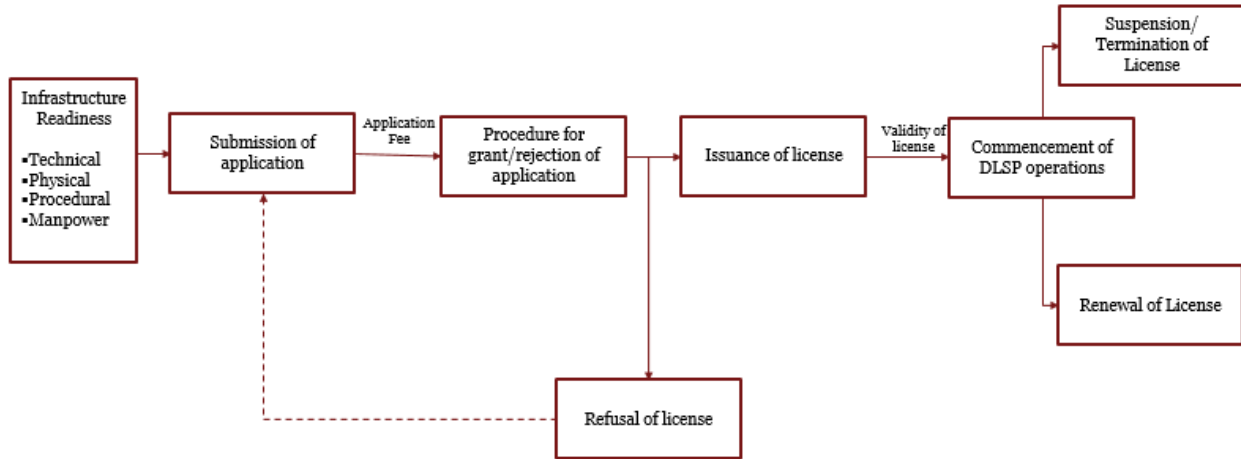 Infrastructure
Readiness
▪Technical
▪Physical
▪Procedural
▪Manpower
Submission of
application
Application
Fee
Procedure for
grant/rejection of
application
Issuance of license
Validity of
license
Commencement of
DLSP operations
Suspension/
Termination of
License
Renewal of License
Refusal of license